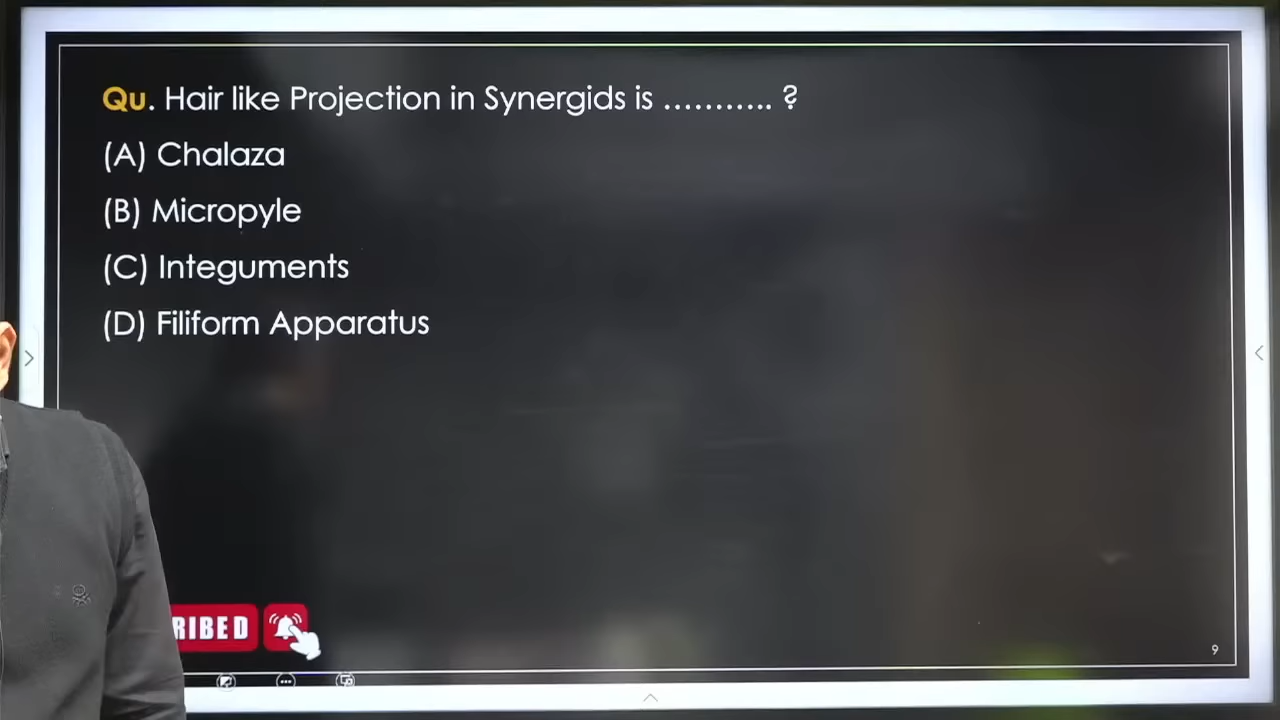 Qu. Hair like Projection in Synergids is ........... ?
(A) Chalaza
(B) Micropyle
(C) Integuments
(D) Filiform Apparatus
RIBED
9